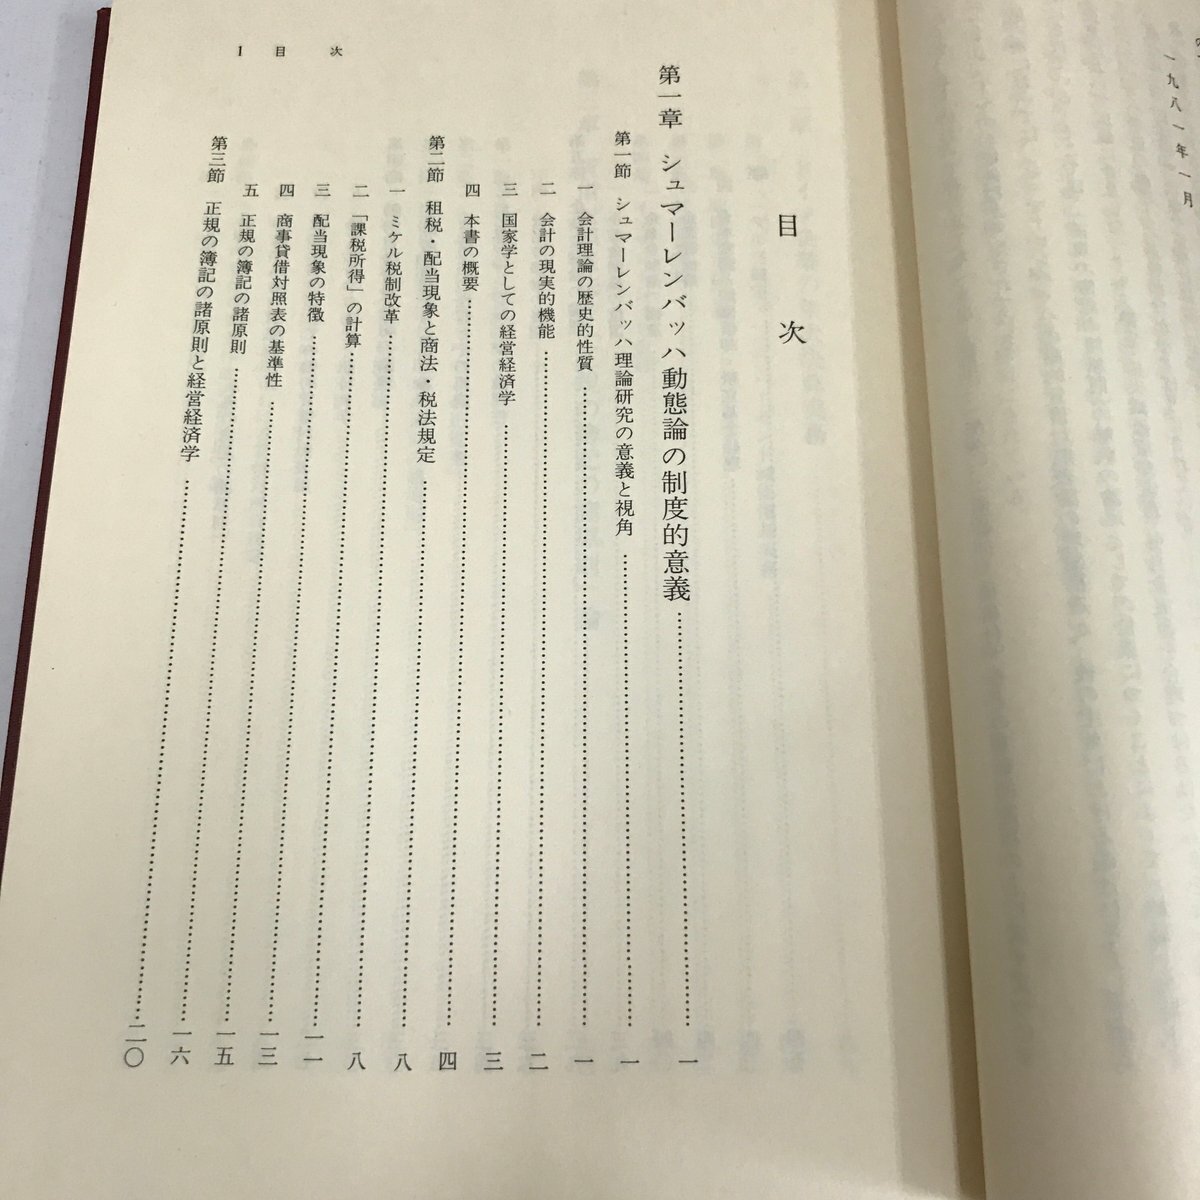 一九八一年一月
目次
第一章 シュマーレンバッハ動態論の制度的意義……一
第一節 シュマーレンバッハ理論研究の意義と視角……一
一 会計理論の歴史的性質……一
二 会計の現実的機能……二
三 国家学としての経営経済学……三
四 本書の概要……四
第二節 租税・配当現象と商法・税法規定……八
一 ミケル税制改革……八
二 「課税所得」の計算……一一
三 配当現象の特徴……一三
四 商事貸借対照表の基準性……一五
五 正規の簿記の諸原則……一六
第三節 正規の簿記の諸原則と経営経済学……二〇
1 目次